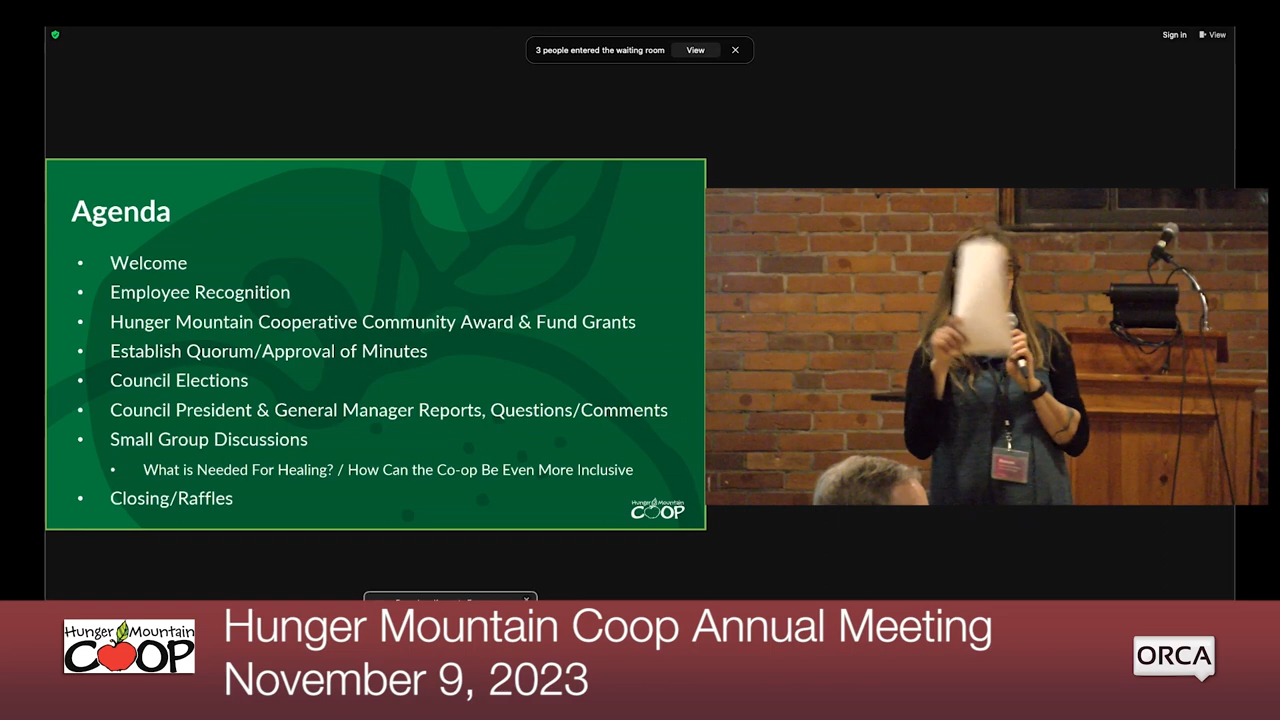 Sign in
View
3 people entered the waiting room
View
Agenda
• Welcome
• Employee Recognition
• Hunger Mountain Cooperative Community Award & Fund Grants
• Establish Quorum/Approval of Minutes
• Council Elections
• Council President & General Manager Reports, Questions/Comments
• Small Group Discussions
• What is Needed For Healing? / How Can the Co-op Be Even More Inclusive
• Closing/Raffles
Hunger Mountain
COOP
Hunger Mountain
COOP
Hunger Mountain Coop Annual Meeting
November 9, 2023
ORCA